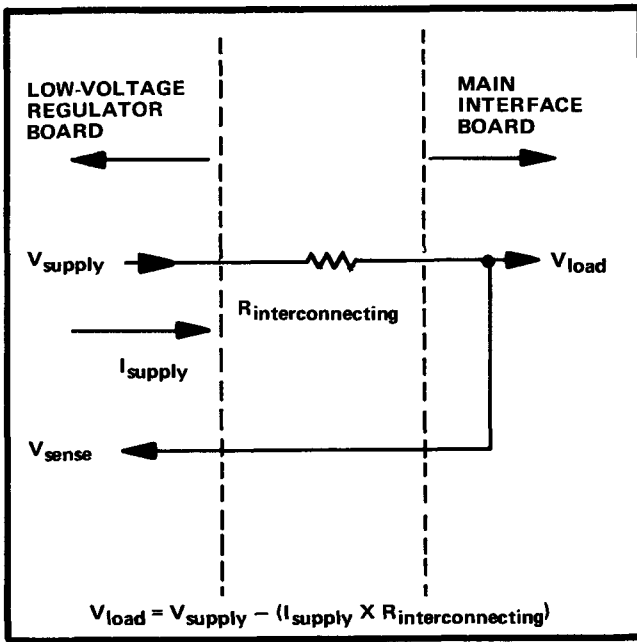 LOW-VOLTAGE
REGULATOR
BOARD
MAIN
INTERFACE
BOARD
Vsupply
Vload
Rinterconnecting
Isupply
Vsense
Vload = Vsupply – (Isupply X Rinterconnecting)